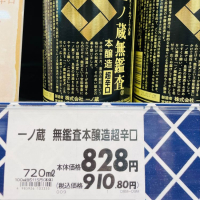 一ノ蔵無鑑査
本醸造 超辛口
一ノ蔵 無鑑査本醸造超辛口
本体価格 828円
720ml
(税込価格 910.80円)